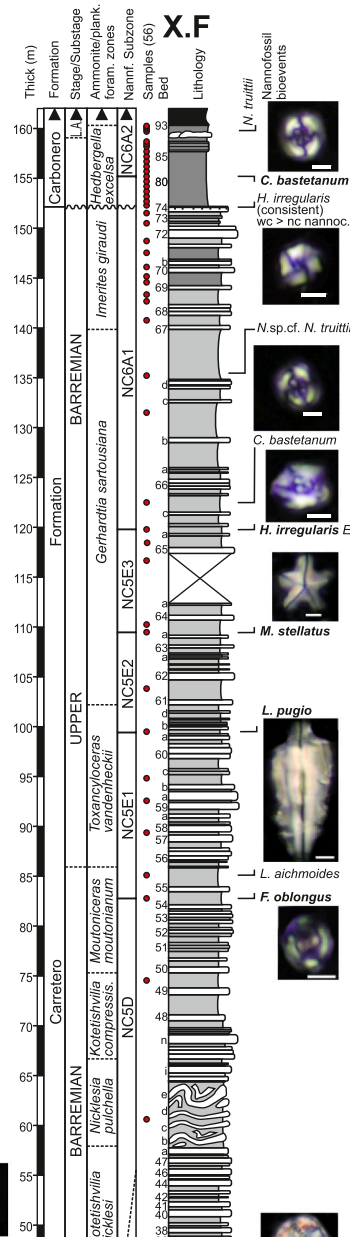 X.F
Thick (m)
Formation
Stage/Substage
Ammonite/plank.
foram. zones
Nannf. Subzone
Samples (56)
Bed
Lithology
Nannofossil
bioevents
160
155
150
145
140
135
130
125
120
115
110
105
100
95
90
85
80
75
70
65
60
55
50
Carbonero
Formation
Carretero
LA.
BARREMIAN
UPPER
BARREMIAN
Hedbergella
excelsa
Imerites giraudi
Gerhardtia sartousiana
Toxancyloceras
vandenheckii
Moutoniceras
moutonianum
Kotetishvilia
compressis.
Nicklesia
pulchella
NC6A2
NC6A1
NC5E3
NC5E2
NC5E1
NC5D
93
85
80
74
73
72
b
70
69
68
67
d
c
b
a
66
c
a
65
a
64
a
63
a
62
61
d
b
a
60
c
b
a
59
a
58
57
56
55
54
53
52
51
50
49
48
n
i
e
d
c
b
a
47
46
44
42
41
40
38
N. truittii
C. bastetanum
H. irregularis
(consistent)
wc > nc nannoc.
N.sp.cf. N. truittii
C. bastetanum
H. irregularis
M. stellatus
L. pugio
L. aichmoides
F. oblongus